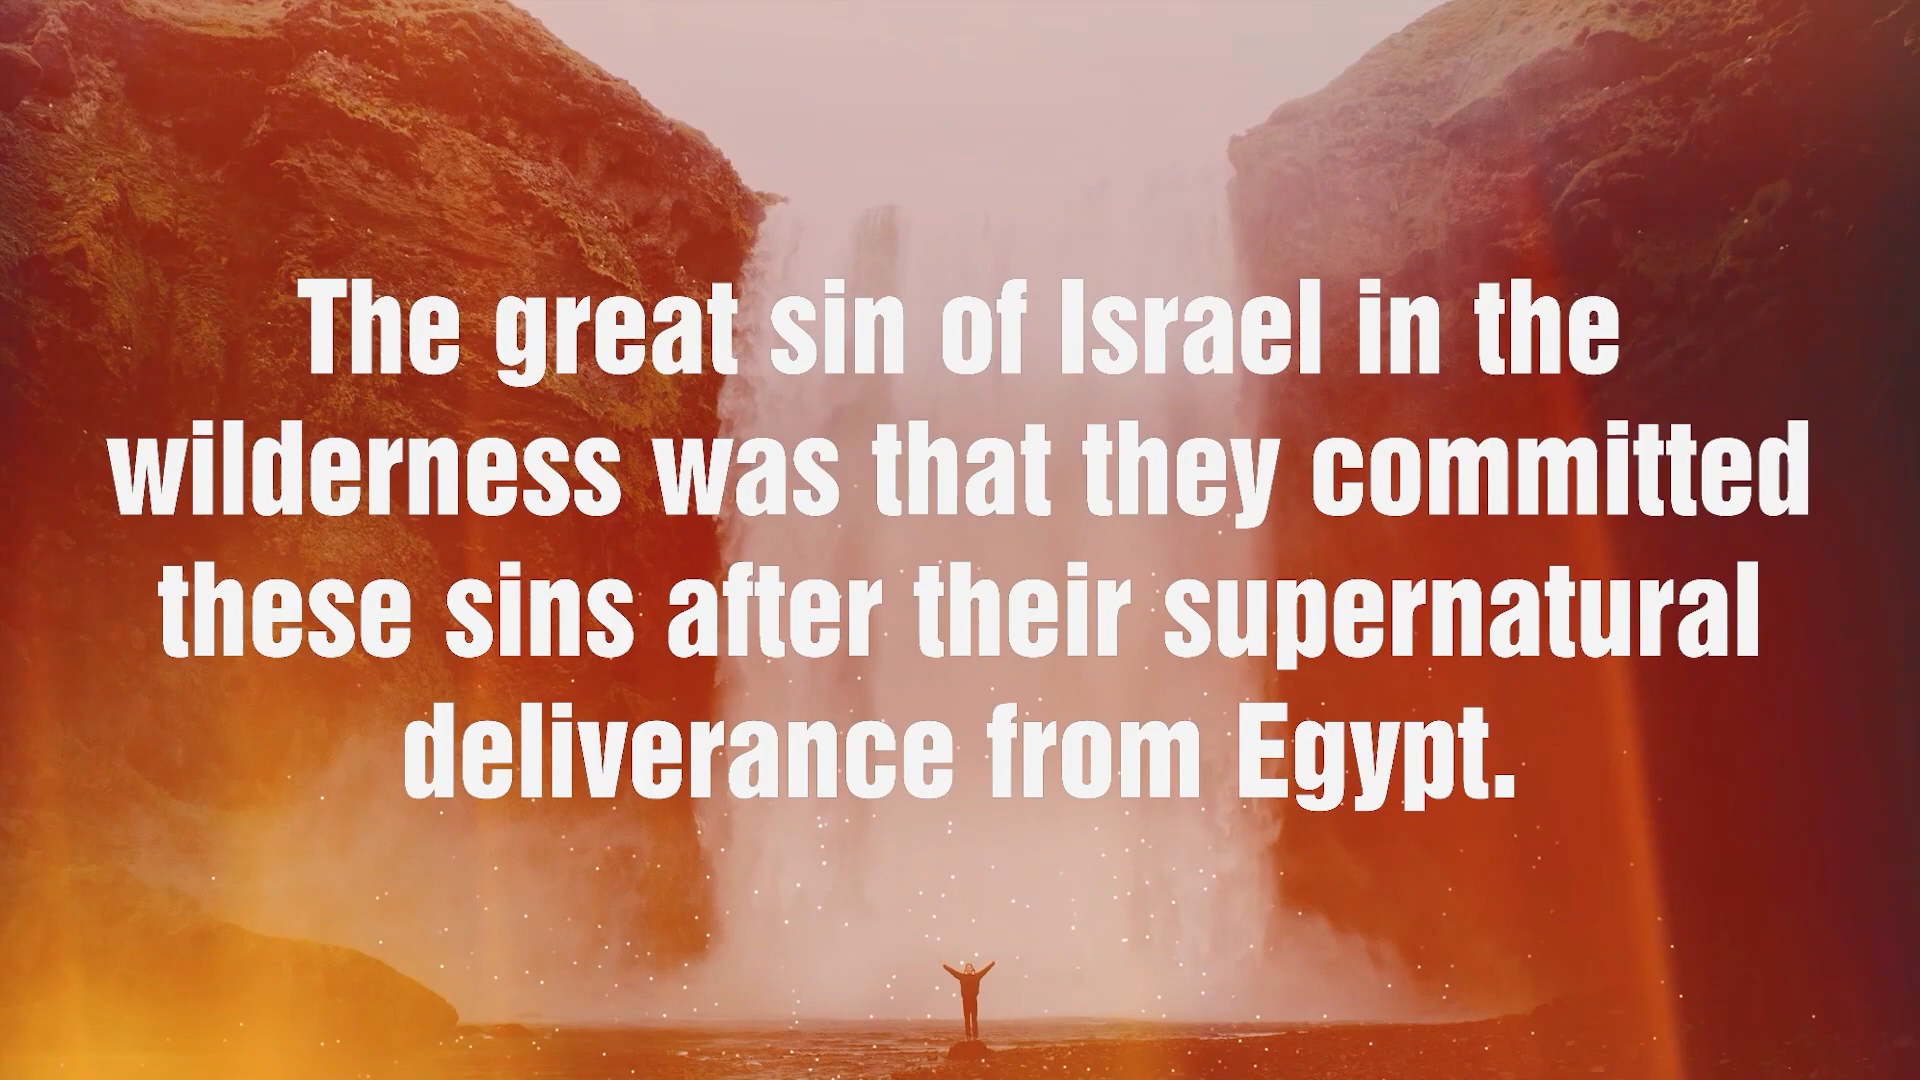 The great sin of Israel in the
wilderness was that they committed
these sins after their supernatural
deliverance from Egypt.